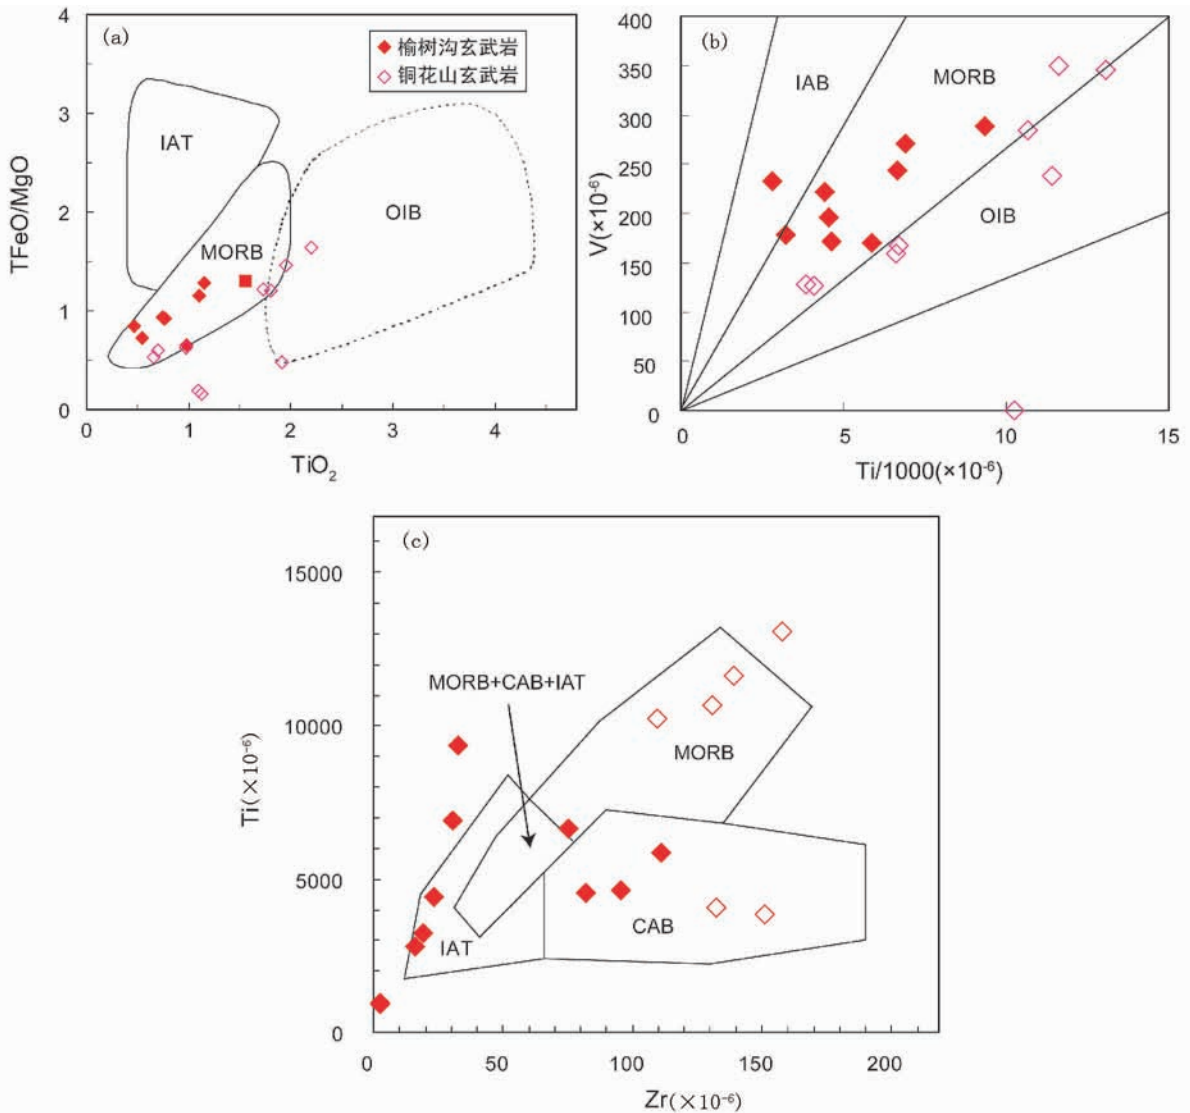 (a)
榆树沟玄武岩
铜花山玄武岩
4
3
2
1
0
TFeO/MgO
IAT
MORB
OIB
0
1
2
3
4
TiO₂
(b)
400
350
300
250
200
150
100
50
0
V(×10⁻⁶)
IAB
MORB
OIB
0
5
10
15
Ti/1000(×10⁻⁶)
(c)
15000
10000
5000
0
Ti(×10⁻⁶)
MORB+CAB+IAT
MORB
IAT
CAB
0
50
100
150
200
Zr(×10⁻⁶)